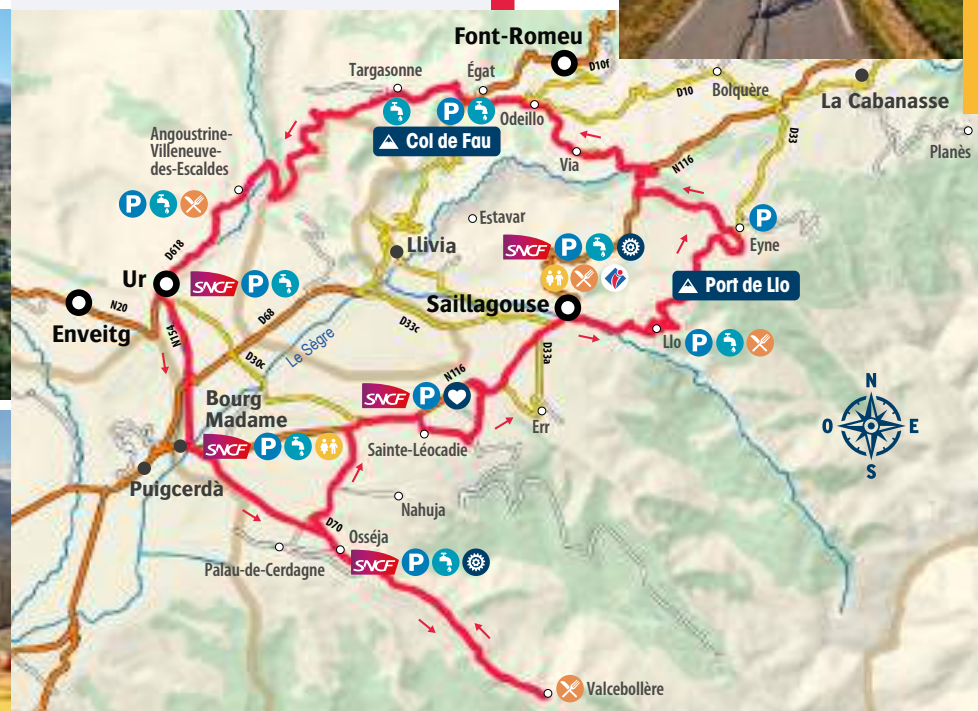 Font-Romeu
D10f
Targasonne
Égat
D10
Bolquère
La Cabanasse
Odeillo
P
Col de Fau
D33
Planès
Angoustrine-
Villeneuve-
des-Escaldes
Via
N116
P
Estavar
P
Eyne
D618
Llivia
SNCF P
Ur
SNCF P
Port de Llo
Saillagouse
N20
Enveitg
N154
D68
D33c
Llo P
Le Sègre
D30c
D33a
N116
N
O E
S
SNCF P
Bourg
Madame
Err
SNCF P
Sainte-Léocadie
Puigcerdà
Nahuja
D70
Osséja
Palau-de-Cerdagne
SNCF P
Valcebollère